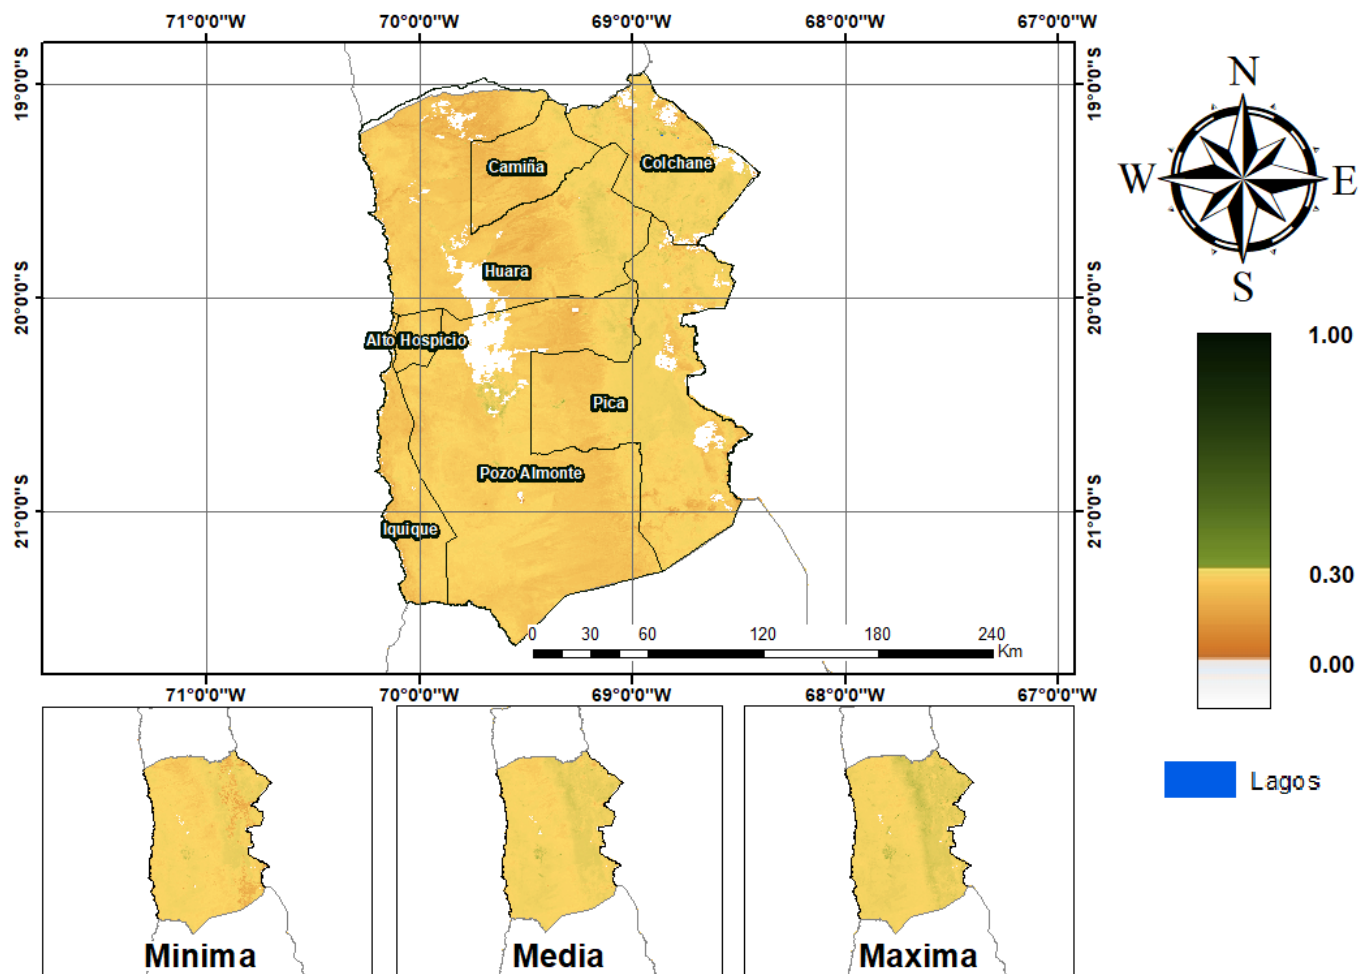 71°0'0"W 70°0'0"W 69°0'0"W 68°0'0"W 67°0'0"W
19°0'0"S
19°0'0"S
20°0'0"S
20°0'0"S
21°0'0"S
21°0'0"S
Camiña
Colchane
Huara
Alto Hospicio
Pica
Pozo Almonte
Iquique
0 30 60 120 180 240
Km
71°0'0"W 70°0'0"W 69°0'0"W 68°0'0"W 67°0'0"W
N
W E
S
1.00
0.30
0.00
Lagos
Minima
Media
Maxima